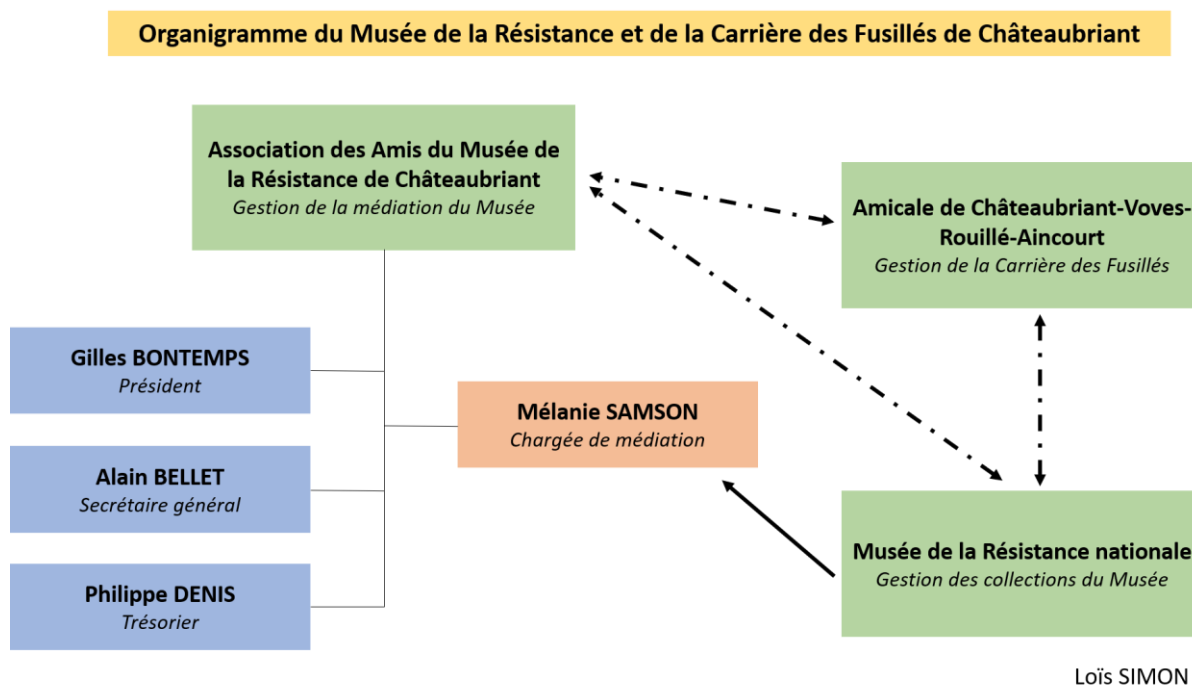 Organigramme du Musée de la Résistance et de la Carrière des Fusillés de Châteaubriant
Association des Amis du Musée de
la Résistance de Châteaubriant
Gestion de la médiation du Musée
Amicale de Châteaubriant-Voves-
Rouillé-Aincourt
Gestion de la Carrière des Fusillés
Gilles BONTEMPS
Président
Mélanie SAMSON
Chargée de médiation
Alain BELLET
Secrétaire général
Musée de la Résistance nationale
Gestion des collections du Musée
Philippe DENIS
Trésorier
Loïs SIMON